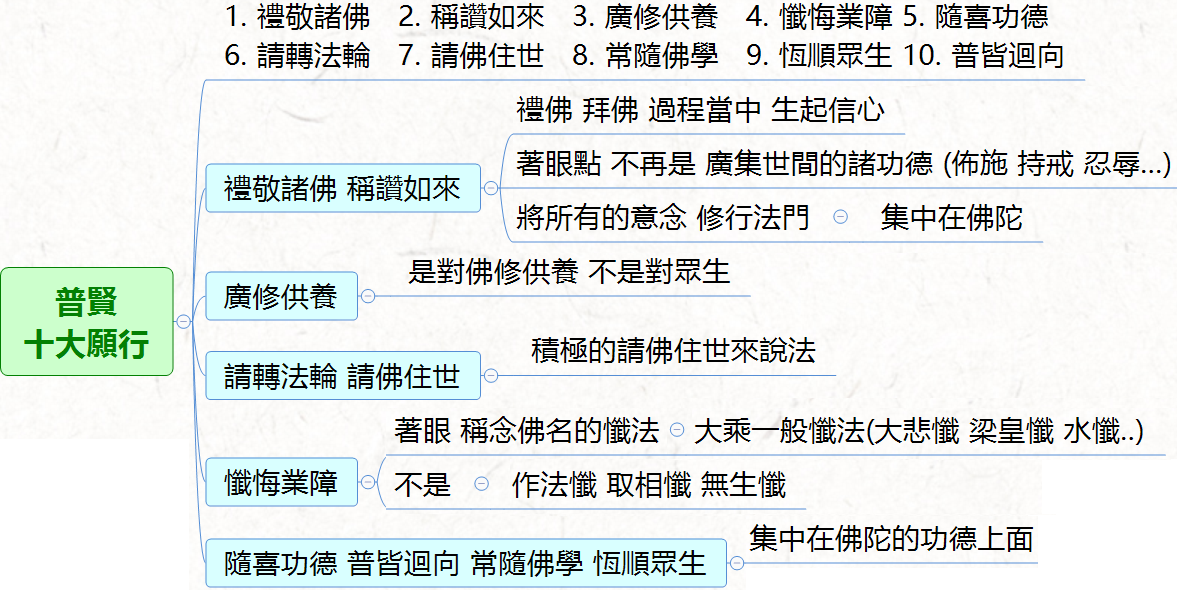 1. 禮敬諸佛 2. 稱讚如來 3. 廣修供養 4. 懺悔業障 5. 隨喜功德
6. 請轉法輪 7. 請佛住世 8. 常隨佛學 9. 恆順眾生 10. 普皆迴向
禮佛 拜佛 過程當中 生起信心
著眼點 不再是 廣集世間的諸功德 (佈施 持戒 忍辱...)
禮敬諸佛 稱讚如來
將所有的意念 修行法門 集中在佛陀
是對佛修供養 不是對眾生
廣修供養
普賢
十大願行
積極的請佛住世來說法
請轉法輪 請佛住世
著眼 稱念佛名的懺法 大乘一般懺法(大悲懺 梁皇懺 水懺..)
懺悔業障
不是 作法懺 取相懺 無生懺
集中在佛陀的功德上面
隨喜功德 普皆迴向 常隨佛學 恆順眾生